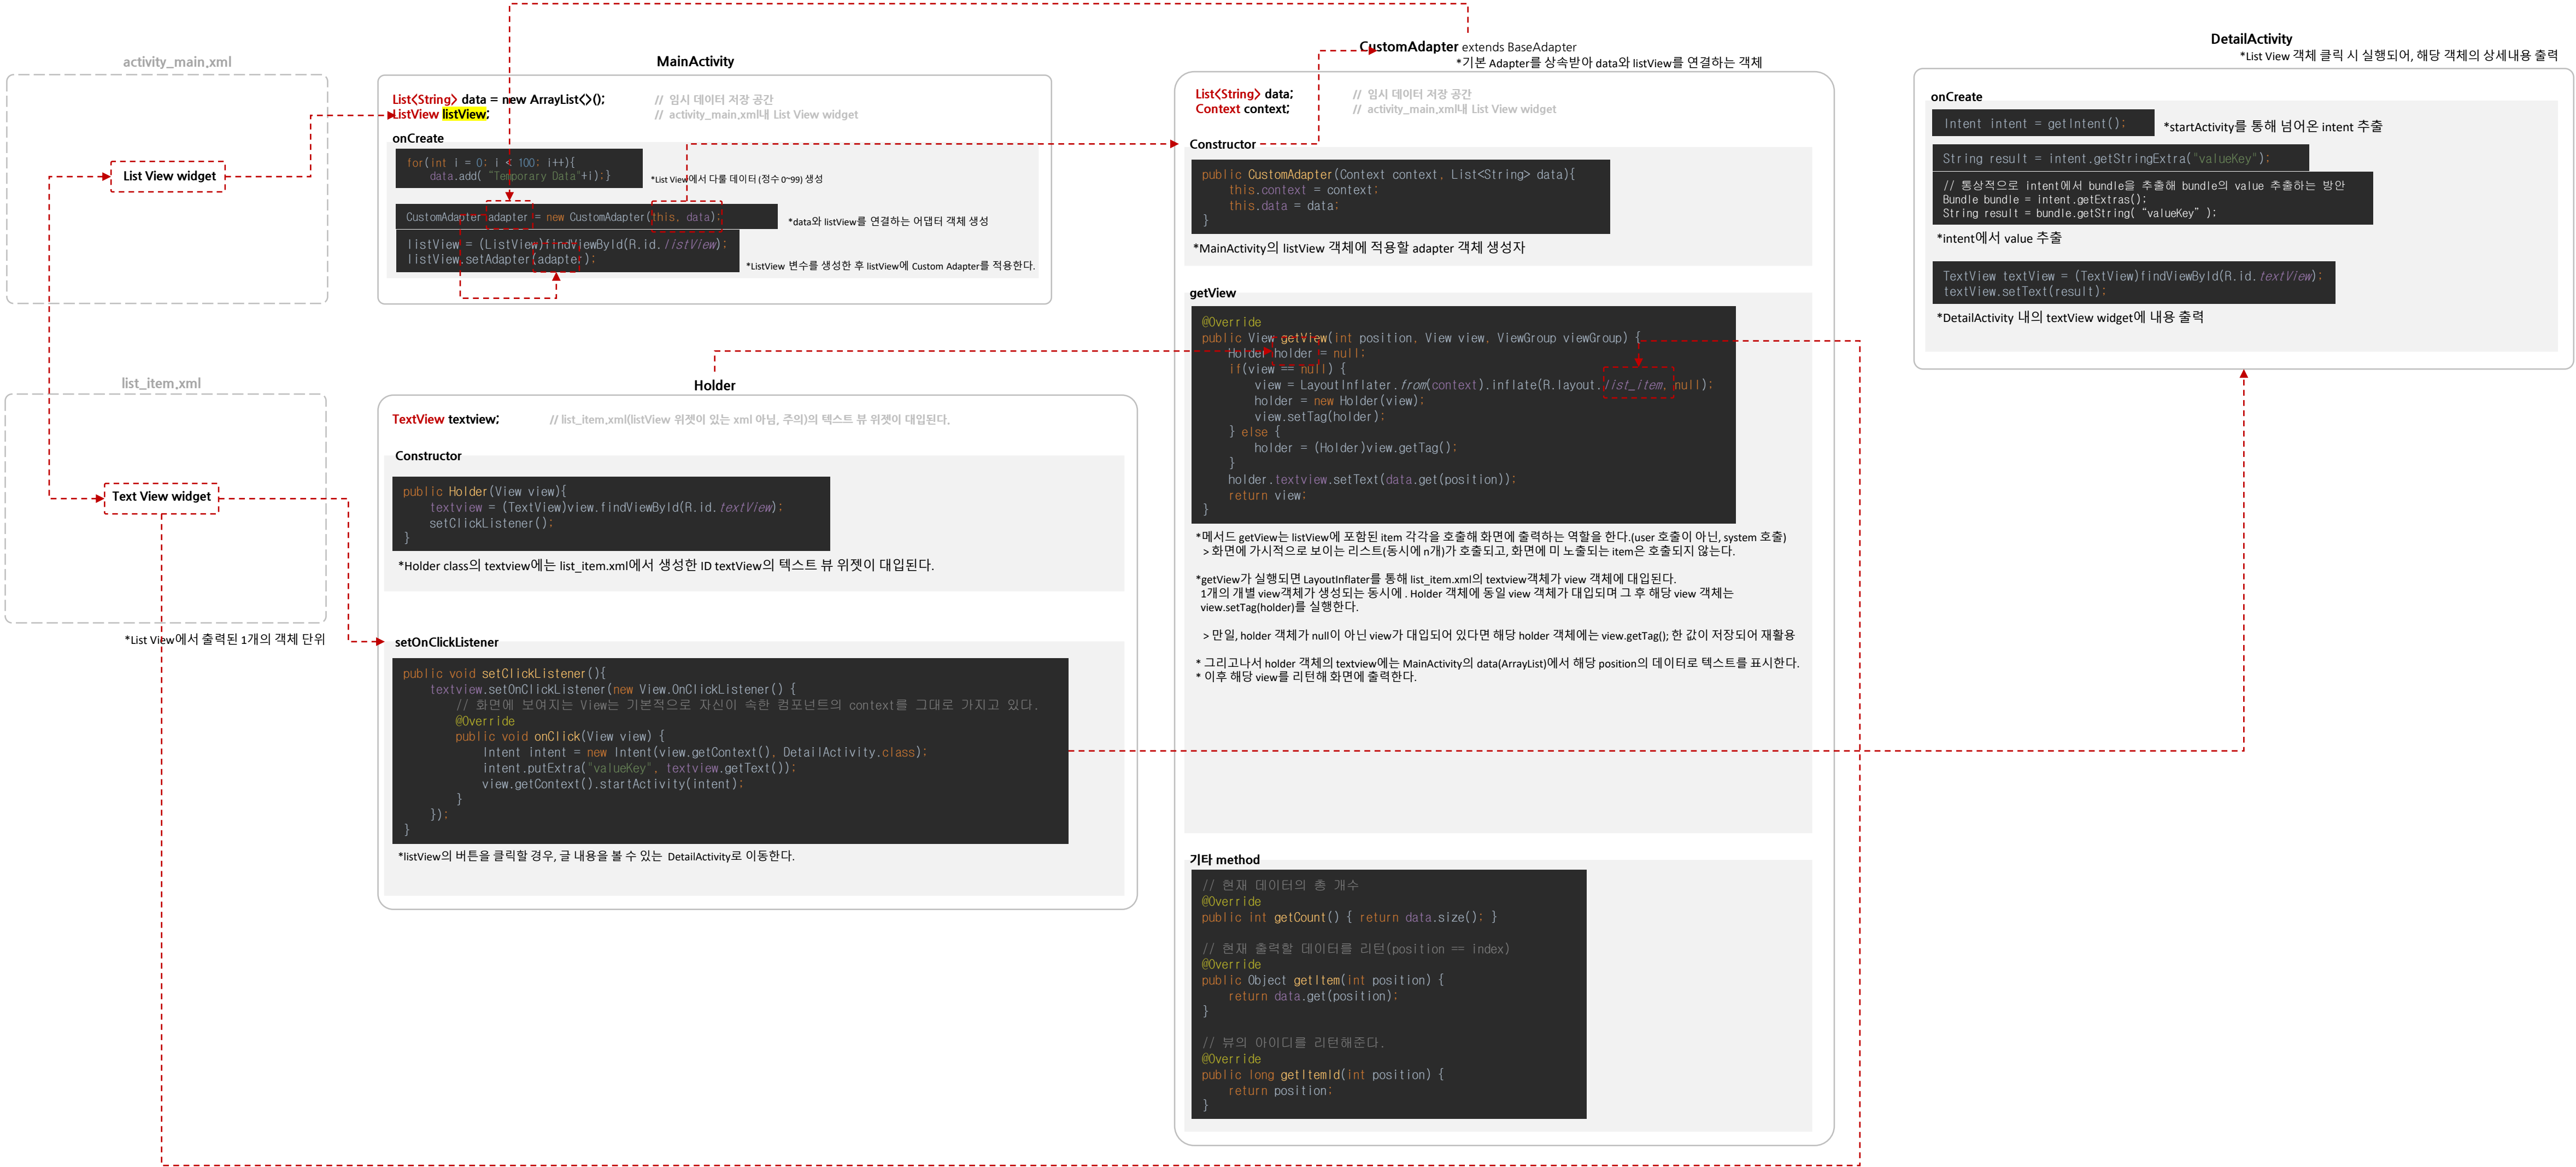 activity_main.xml
List View widget
list_item.xml
Text View widget
*List View에서 출력된 1개의 객체 단위
MainActivity
List<String> data = new ArrayList<>(); // 임시 데이터 저장 공간
ListView listView; // activity_main.xml내 List View widget
onCreate
for(int i = 0; i < 100; i++){
data.add( "Temporary Data"+i);}
*List View에서 다룰 데이터 (정수 0~99) 생성
CustomAdapter adapter = new CustomAdapter(this, data);
*data와 listView를 연결하는 어댑터 객체 생성
listView = (ListView)findViewById(R.id.listView);
listView.setAdapter(adapter);
*ListView 변수를 생성한 후 listView에 Custom Adapter를 적용한다.
Holder
TextView textview; // list_item.xml(listView 위젯이 있는 xml 아님, 주의)의 텍스트 뷰 위젯이 대입된다.
Constructor
public Holder(View view){
textview = (TextView)view.findViewById(R.id.textView);
setClickListener();
}
*Holder class의 textview에는 list_item.xml에서 생성한 ID textView의 텍스트 뷰 위젯이 대입된다.
setOnClickListener
public void setClickListener(){
textview.setOnClickListener(new View.OnClickListener() {
// 화면에 보여지는 View는 기본적으로 자신이 속한 컴포넌트의 context를 그대로 가지고 있다.
@Override
public void onClick(View view) {
Intent intent = new Intent(view.getContext(), DetailActivity.class);
intent.putExtra("valueKey", textview.getText());
view.getContext().startActivity(intent);
}
});
}
*listView의 버튼을 클릭할 경우, 글 내용을 볼 수 있는 DetailActivity로 이동한다.
CustomAdapter extends BaseAdapter
*기본 Adapter를 상속받아 data와 listView를 연결하는 객체
List<String> data; // 임시 데이터 저장 공간
Context context; // activity_main.xml내 List View widget
Constructor
public CustomAdapter(Context context, List<String> data){
this.context = context;
this.data = data;
}
*MainActivity의 listView 객체에 적용할 adapter 객체 생성자
getView
@Override
public View getView(int position, View view, ViewGroup viewGroup) {
Holder holder = null;
if(view == null) {
view = LayoutInflater.from(context).inflate(R.layout.list_item, null);
holder = new Holder(view);
view.setTag(holder);
} else {
holder = (Holder)view.getTag();
}
holder.textview.setText(data.get(position));
return view;
}
*메서드 getView는 listView에 포함된 item 각각을 호출해 화면에 출력하는 역할을 한다.(user 호출이 아닌, system 호출)
> 화면에 가시적으로 보이는 리스트(동시에 n개)가 호출되고, 화면에 미 노출되는 item은 호출되지 않는다.
*getView가 실행되면 LayoutInflater를 통해 list_item.xml의 textview객체가 view 객체에 대입된다.
1개의 개별 view객체가 생성되는 동시에 . Holder 객체에 동일 view 객체가 대입되며 그 후 해당 view 객체는
view.setTag(holder)를 실행한다.
> 만일, holder 객체가 null이 아닌 view가 대입되어 있다면 해당 holder 객체에는 view.getTag(); 한 값이 저장되어 재활용
* 그리고나서 holder 객체의 textview에는 MainActivity의 data(ArrayList)에서 해당 position의 데이터로 텍스트를 표시한다.
* 이후 해당 view를 리턴해 화면에 출력한다.
기타 method
// 현재 데이터의 총 개수
@Override
public int getCount() { return data.size(); }
// 현재 출력할 데이터를 리턴(position == index)
@Override
public Object getItem(int position) {
return data.get(position);
}
// 뷰의 아이디를 리턴해준다.
@Override
public long getItemId(int position) {
return position;
}
DetailActivity
*List View 객체 클릭 시 실행되어, 해당 객체의 상세내용 출력
onCreate
Intent intent = getIntent();
*startActivity를 통해 넘어온 intent 추출
String result = intent.getStringExtra("valueKey");
// 통상적으로 intent에서 bundle을 추출해 bundle의 value 추출하는 방안
Bundle bundle = intent.getExtras();
String result = bundle.getString( “valueKey” );
*intent에서 value 추출
TextView textView = (TextView)findViewById(R.id.textView);
textView.setText(result);
*DetailActivity 내의 textView widget에 내용 출력